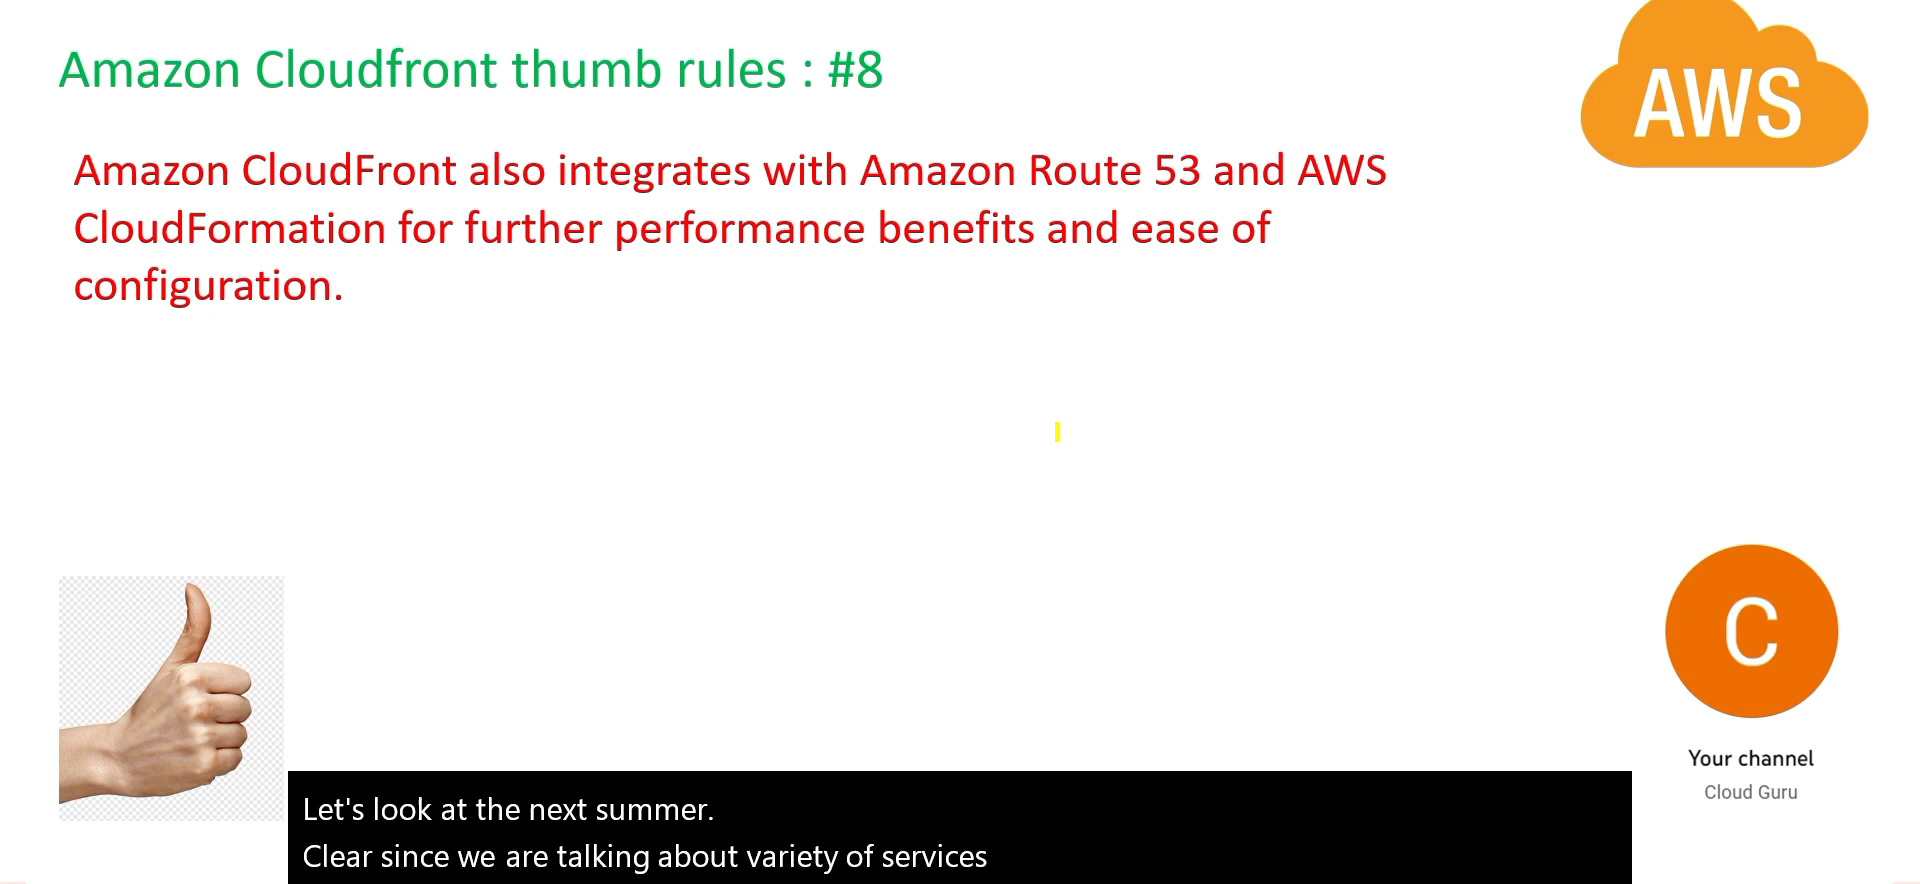 Amazon Cloudfront thumb rules : #8
AWS
Amazon CloudFront also integrates with Amazon Route 53 and AWS
CloudFormation for further performance benefits and ease of
configuration.
C
Your channel
Cloud Guru
Let's look at the next summer.
Clear since we are talking about variety of services